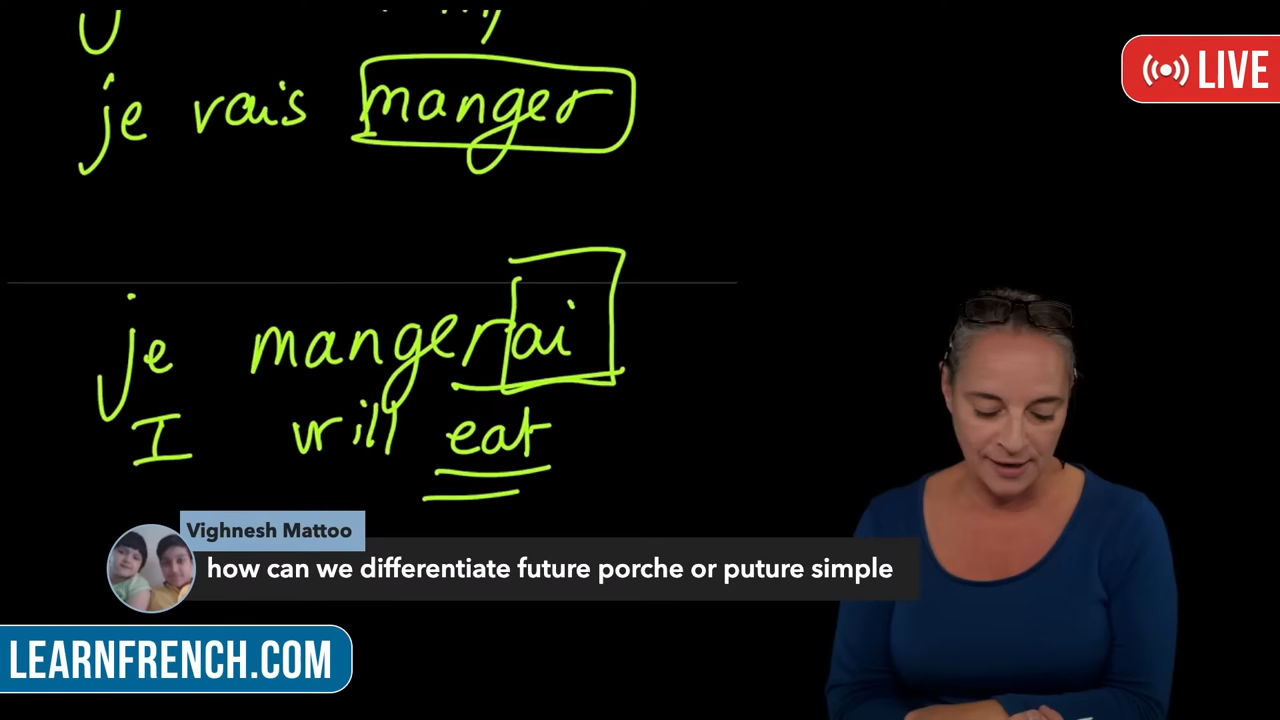 LIVE
je vais manger
je mangerai
I will eat
Vighnesh Mattoo
how can we differentiate future porche or puture simple
LEARNFRENCH.COM